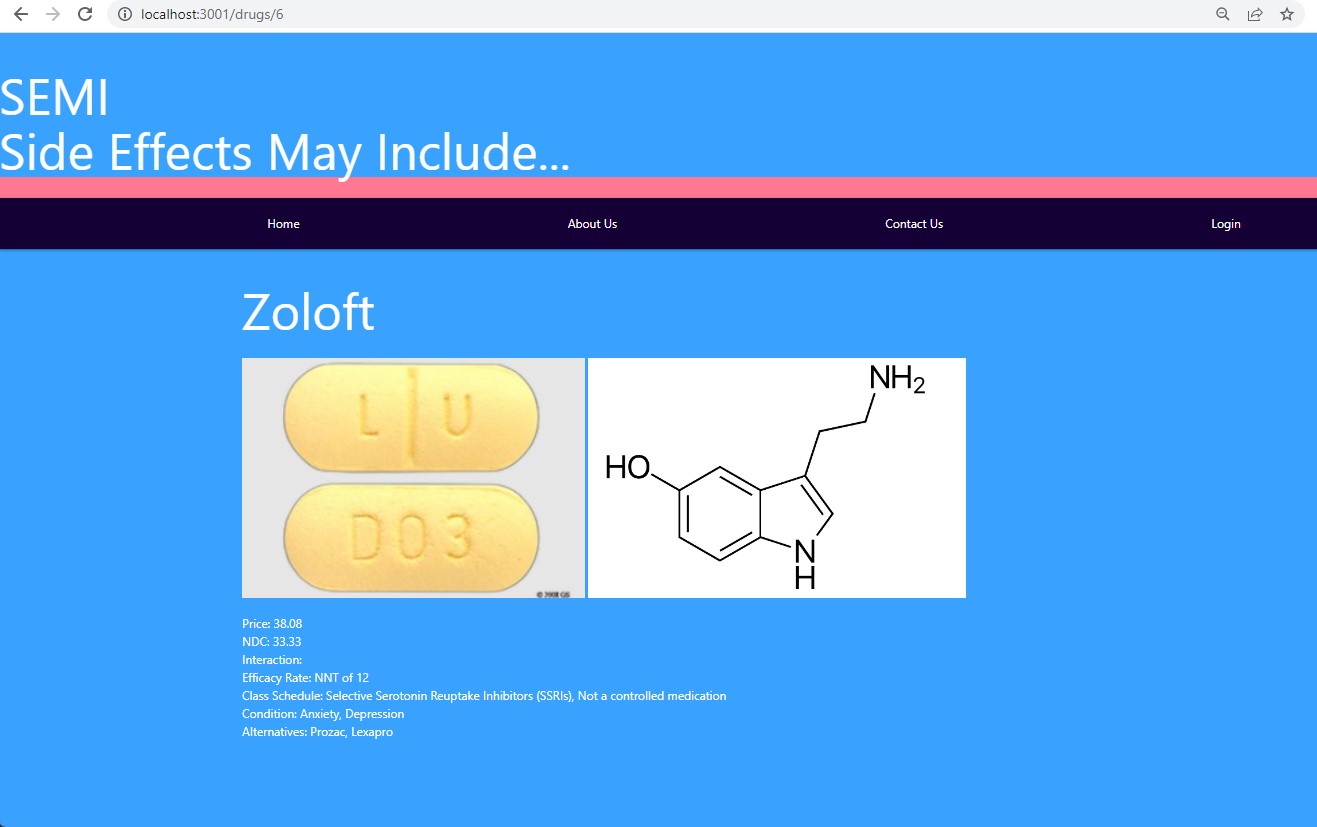 localhost:3001/drugs/6
SEMI
Side Effects May Include...
Home About Us Contact Us Login
Zoloft
L U
D03
© 2008 GS
HO
NH2
N
H
Price: 38.08
NDC: 33.33
Interaction:
Efficacy Rate: NNT of 12
Class Schedule: Selective Serotonin Reuptake Inhibitors (SSRIs), Not a controlled medication
Condition: Anxiety, Depression
Alternatives: Prozac, Lexapro